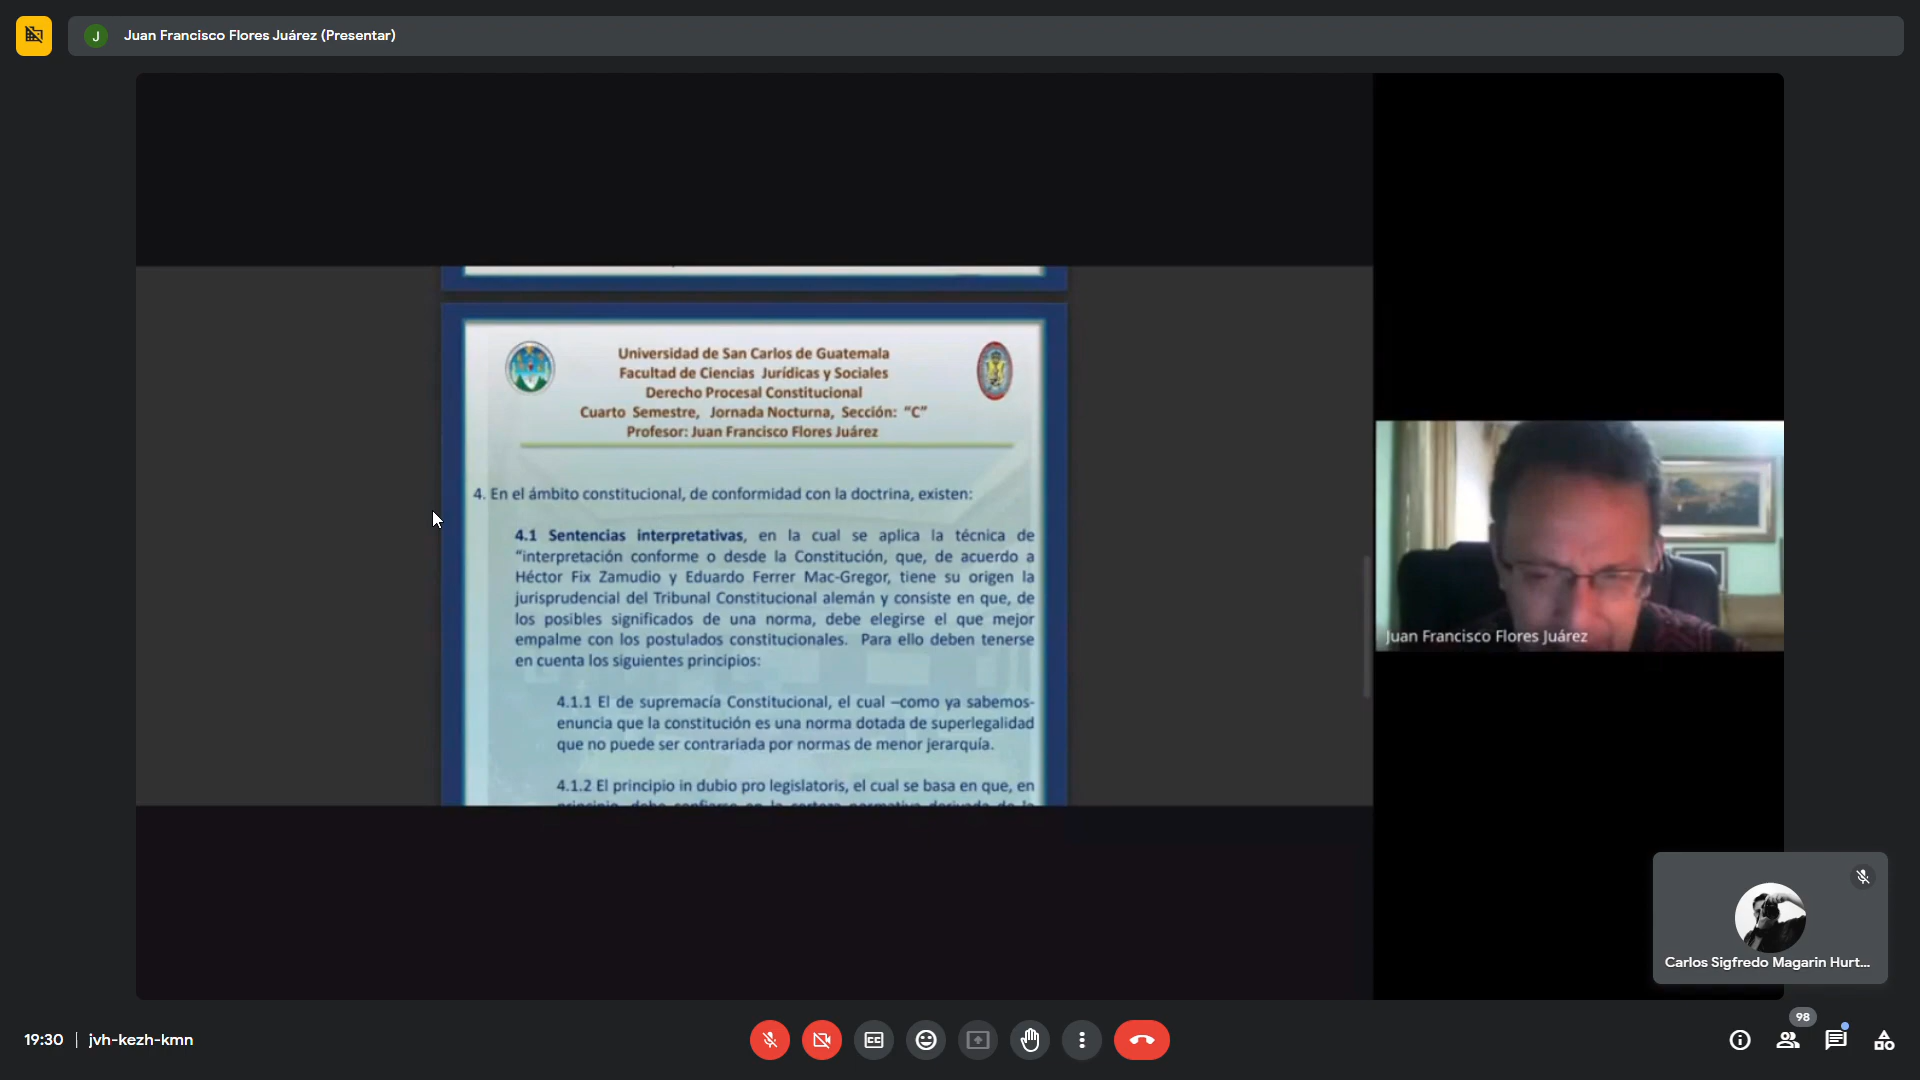 J
Juan Francisco Flores Juárez (Presentar)
Universidad de San Carlos de Guatemala
Facultad de Ciencias Jurídicas y Sociales
Derecho Procesal Constitucional
Cuarto Semestre, Jornada Nocturna, Sección: “C”
Profesor: Juan Francisco Flores Juárez
4. En el ámbito constitucional, de conformidad con la doctrina, existen:
4.1 Sentencias interpretativas, en la cual se aplica la técnica de
“interpretación conforme o desde la Constitución, que, de acuerdo a
Héctor Fix Zamudio y Eduardo Ferrer Mac-Gregor, tiene su origen la
jurisprudencial del Tribunal Constitucional alemán y consiste en que, de
los posibles significados de una norma, debe elegirse el que mejor
empalme con los postulados constitucionales. Para ello deben tenerse
en cuenta los siguientes principios:
4.1.1 El de supremacía Constitucional, el cual –como ya sabemos-
enuncia que la constitución es una norma dotada de superlegalidad
que no puede ser contrariada por normas de menor jerarquía.
4.1.2 El principio in dubio pro legislatoris, el cual se basa en que, en
Juan Francisco Flores Juárez
Carlos Sigfredo Magarin Hurt...
19:30 | jvh-kezh-kmn
CC
98